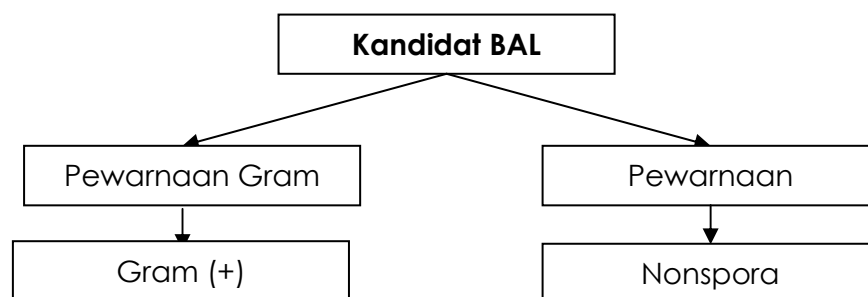 Kandidat BAL
Pewarnaan Gram
Pewarnaan
Gram (+)
Nonspora